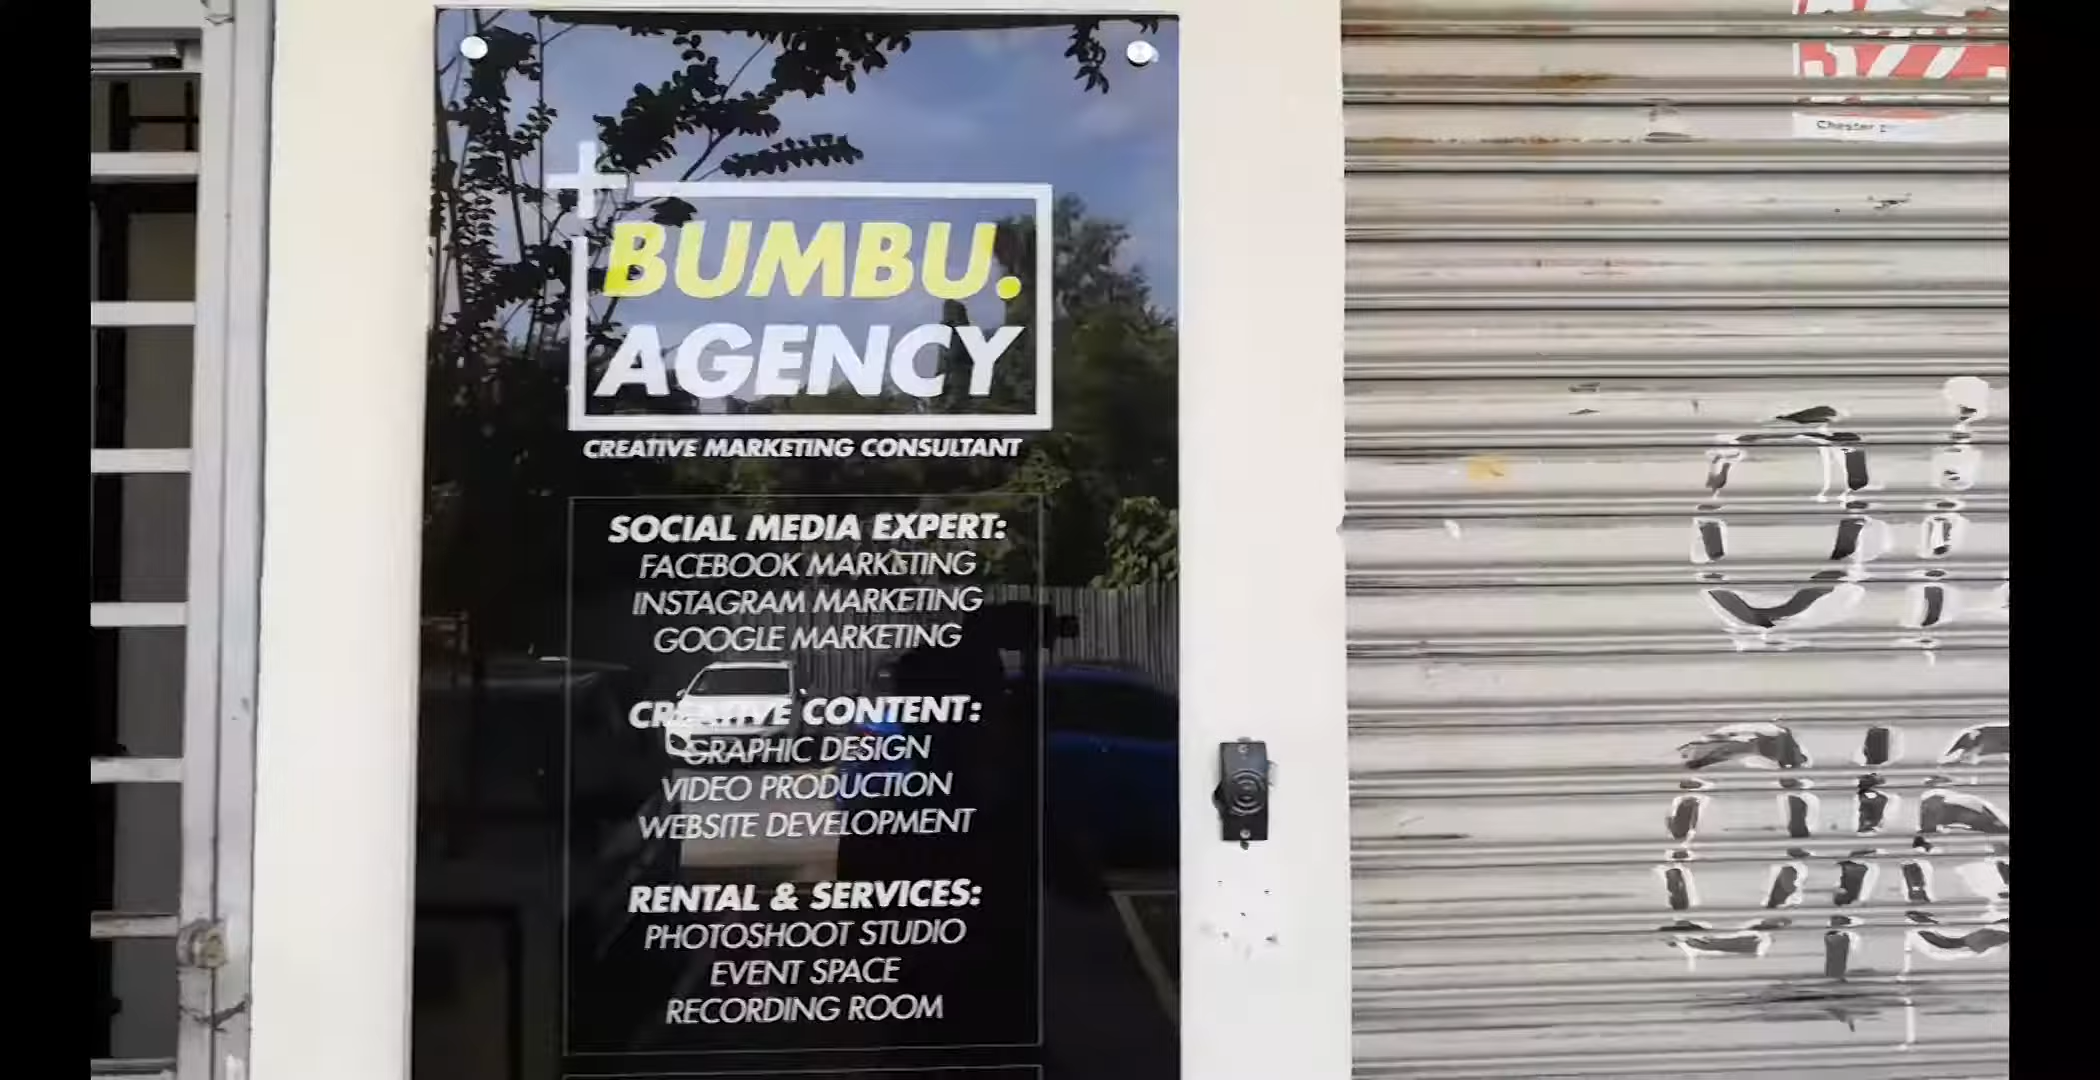 BUMBU.
AGENCY
CREATIVE MARKETING CONSULTANT
SOCIAL MEDIA EXPERT:
FACEBOOK MARKETING
INSTAGRAM MARKETING
GOOGLE MARKETING
CREATIVE CONTENT:
GRAPHIC DESIGN
VIDEO PRODUCTION
WEBSITE DEVELOPMENT
RENTAL & SERVICES:
PHOTOSHOOT STUDIO
EVENT SPACE
RECORDING ROOM
Chester